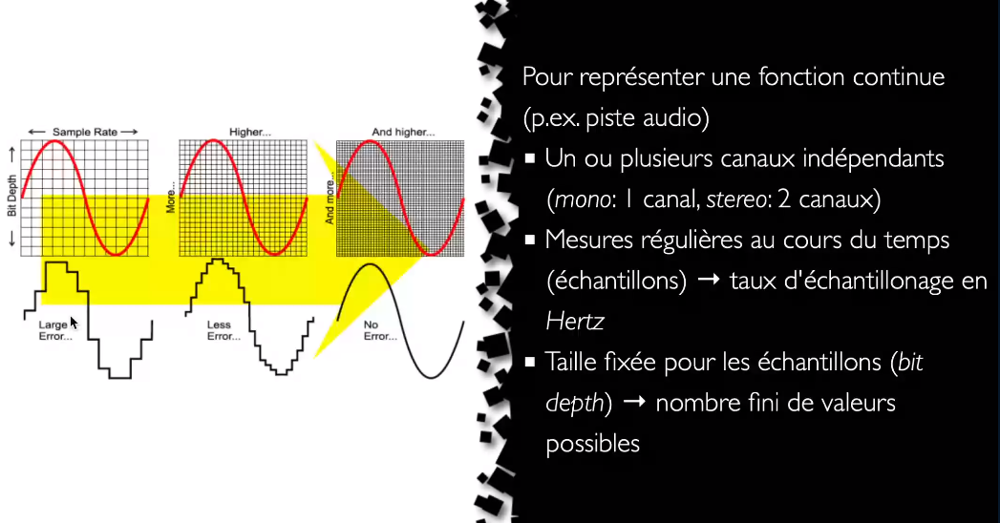 ← Sample Rate →
Higher...
And higher...
← Bit Depth →
More...
And more...
Large
Error...
Less
Error...
No
Error...
Pour représenter une fonction continue
(p.ex. piste audio)
▪ Un ou plusieurs canaux indépendants
(mono: 1 canal, stereo: 2 canaux)
▪ Mesures régulières au cours du temps
(échantillons) → taux d'échantillonage en
Hertz
▪ Taille fixée pour les échantillons (bit
depth) → nombre fini de valeurs
possibles